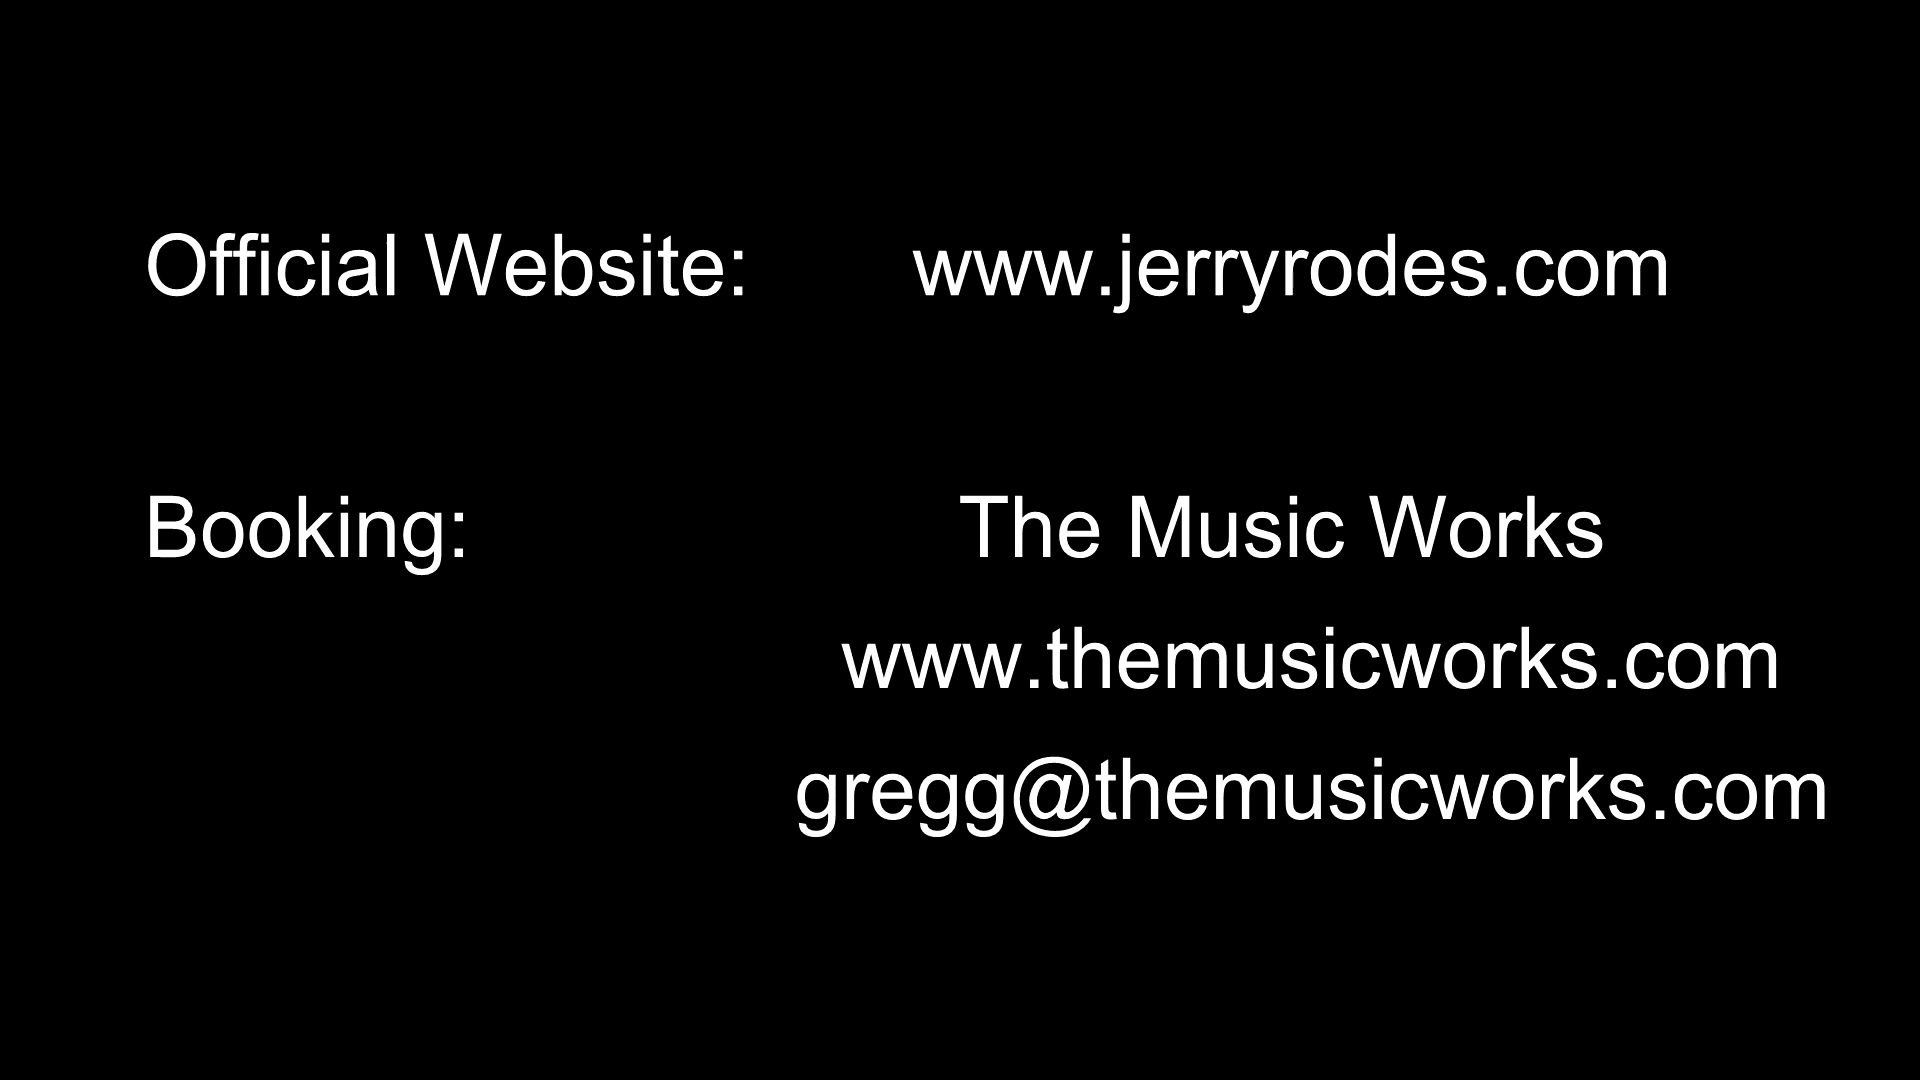 Official Website: www.jerryrodes.com
Booking: The Music Works
www.themusicworks.com
gregg@themusicworks.com